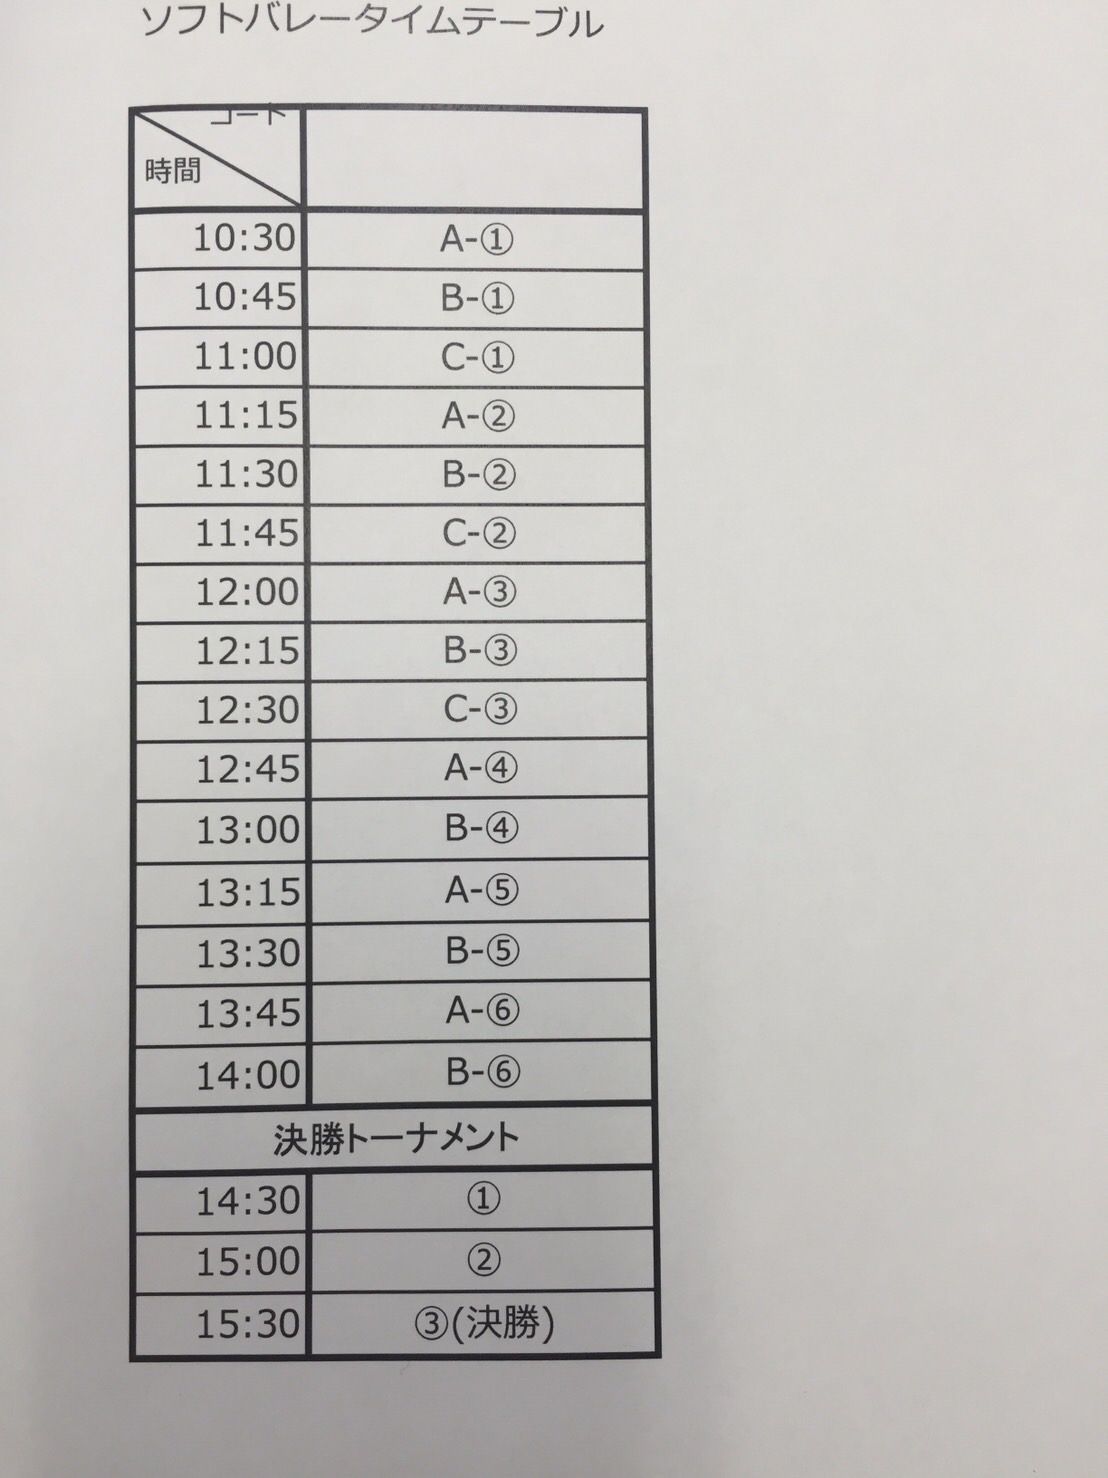 ソフトバレータイムテーブル
コート
時間
10:30 A-①
10:45 B-①
11:00 C-①
11:15 A-②
11:30 B-②
11:45 C-②
12:00 A-③
12:15 B-③
12:30 C-③
12:45 A-④
13:00 B-④
13:15 A-⑤
13:30 B-⑤
13:45 A-⑥
14:00 B-⑥
決勝トーナメント
14:30 ①
15:00 ②
15:30 ③(決勝)